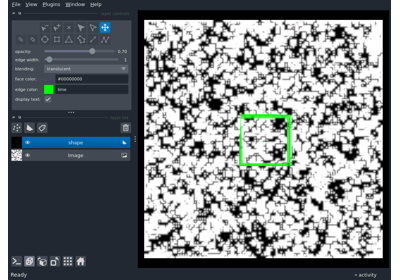 File View Plugins Window Help
opacity: 0.70
edge width: 1
blending: translucent
face color: #00000000
edge color: lime
display text: ✓
shape
image
Ready
activity